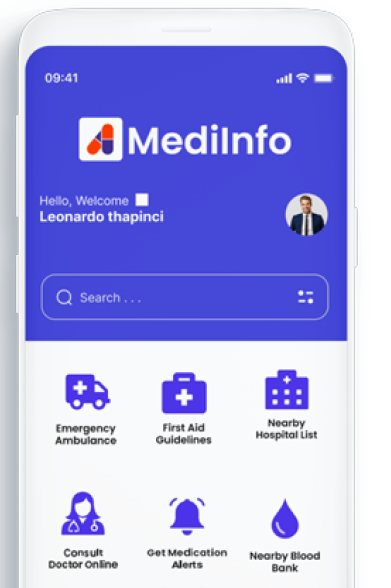 09:41
MediInfo
Hello, Welcome
Leonardo thapinci
Search . . .
Emergency
Ambulance
First Aid
Guidelines
Nearby
Hospital List
Consult
Doctor Online
Get Medication
Alerts
Nearby Blood
Bank